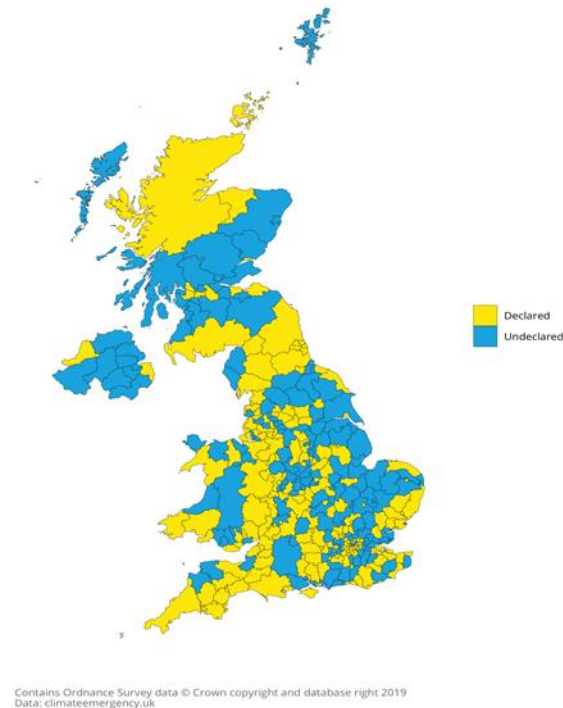 Declared
Undeclared
Contains Ordnance Survey data © Crown copyright and database right 2019
Data: climateemergency.uk